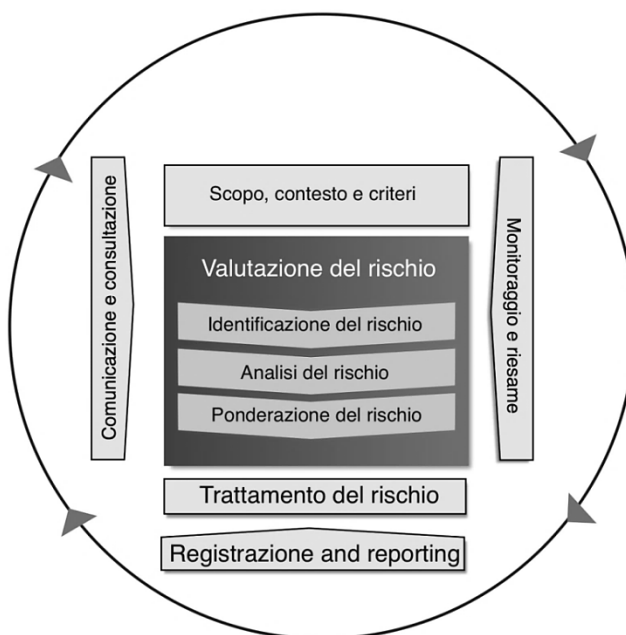 Scopo, contesto e criteri
Comunicazione e consultazione
Monitoraggio e riesame
Valutazione del rischio
Identificazione del rischio
Analisi del rischio
Ponderazione del rischio
Trattamento del rischio
Registrazione and reporting